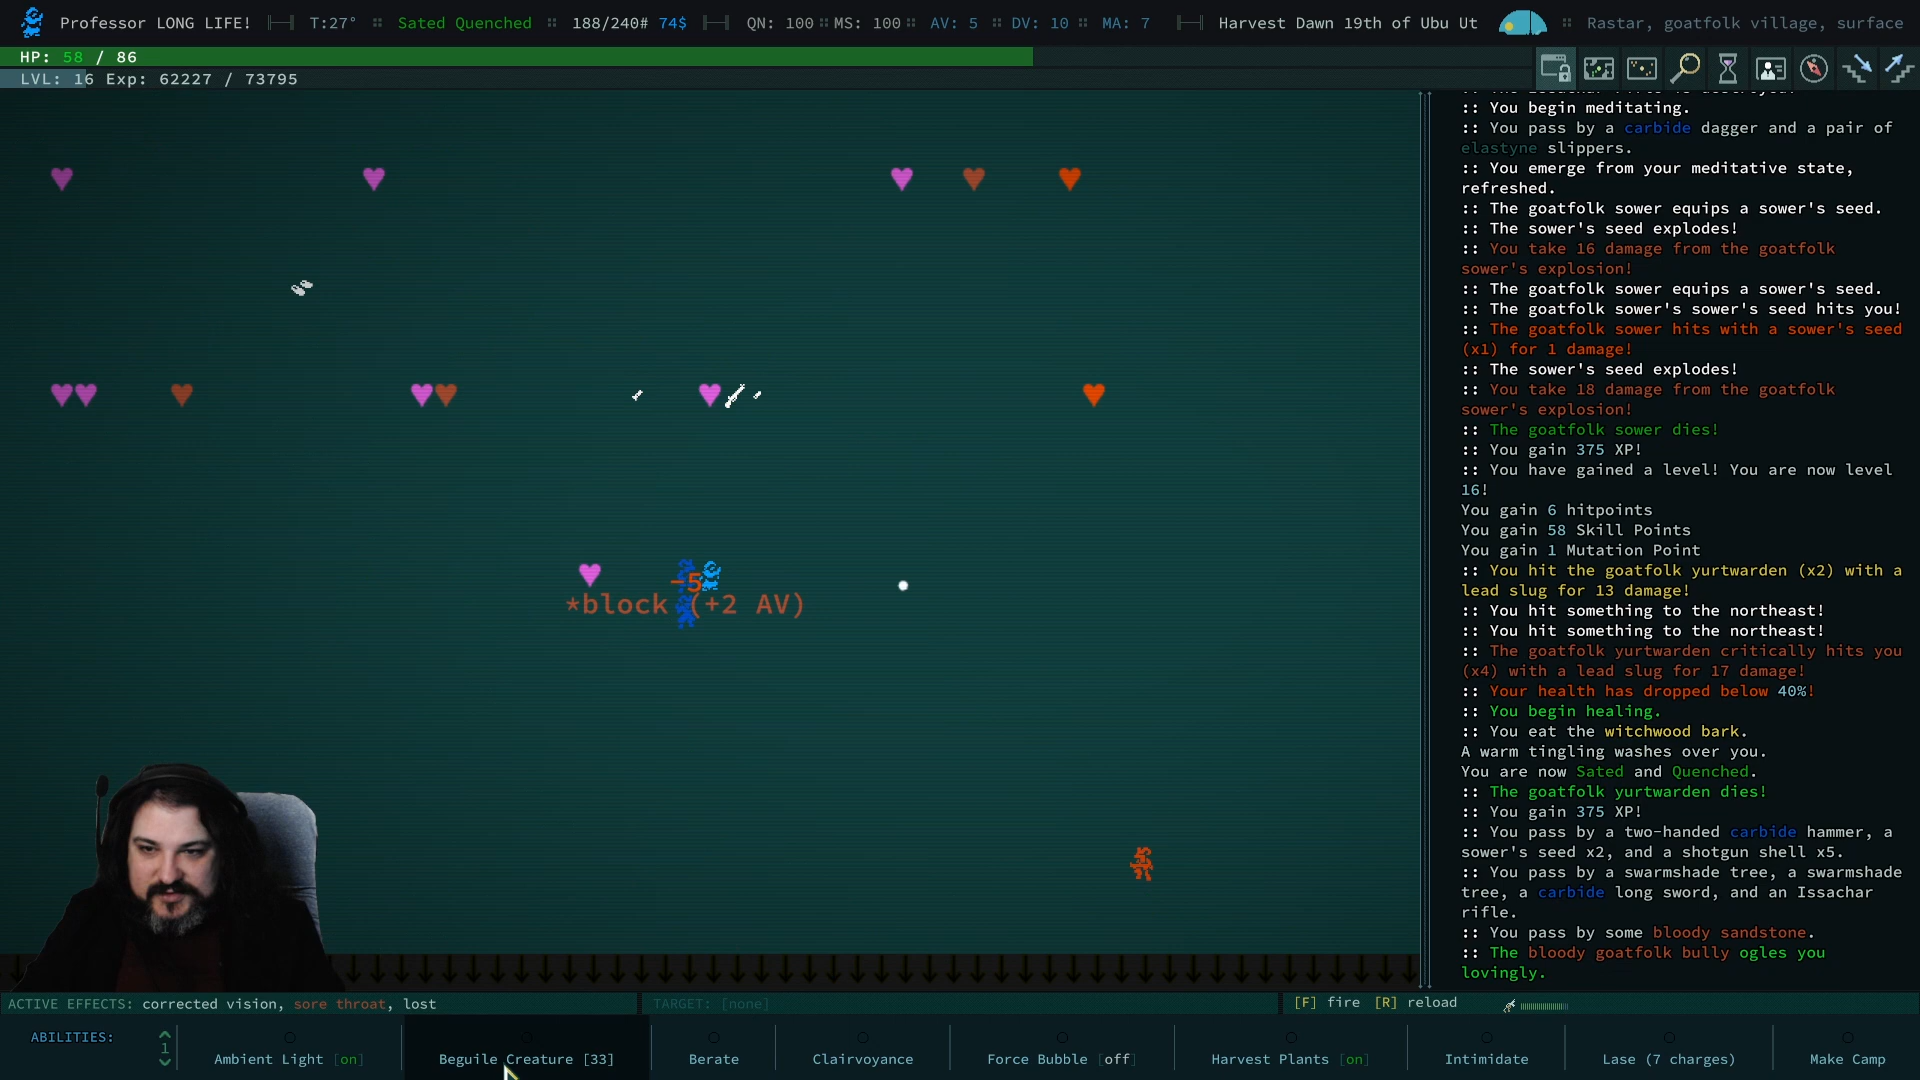 Professor LONG LIFE! T:27° Sated Quenched 188/240# 74$ QN: 100 MS: 100 AV: 5 DV: 10 MA: 7 Harvest Dawn 19th of Ubu Ut Rastar, goatfolk village, surface
HP: 58 / 86
LVL: 16 Exp: 62227 / 73795
:: You begin meditating.
:: You pass by a carbide dagger and a pair of
elastyne slippers.
:: You emerge from your meditative state,
refreshed.
:: The goatfolk sower equips a sower's seed.
:: The sower's seed explodes!
:: You take 16 damage from the goatfolk
sower's explosion!
:: The goatfolk sower equips a sower's seed.
:: The goatfolk sower's sower's seed hits you!
:: The goatfolk sower hits with a sower's seed
(x1) for 1 damage!
:: The sower's seed explodes!
:: You take 18 damage from the goatfolk
sower's explosion!
:: The goatfolk sower dies!
:: You gain 375 XP!
:: You have gained a level! You are now level
16!
You gain 6 hitpoints
You gain 58 Skill Points
You gain 1 Mutation Point
:: You hit the goatfolk yurtwarden (x2) with a
lead slug for 13 damage!
:: You hit something to the northeast!
:: You hit something to the northeast!
:: The goatfolk yurtwarden critically hits you
(x4) with a lead slug for 17 damage!
:: Your health has dropped below 40%!
:: You begin healing.
:: You eat the witchwood bark.
A warm tingling washes over you.
You are now Sated and Quenched.
:: The goatfolk yurtwarden dies!
:: You gain 375 XP!
:: You pass by a two-handed carbide hammer, a
sower's seed x2, and a shotgun shell x5.
:: You pass by a swarmshade tree, a swarmshade
tree, a carbide long sword, and an Issachar
rifle.
:: You pass by some bloody sandstone.
:: The bloody goatfolk bully ogles you
lovingly.
-5
*block (+2 AV)
ACTIVE EFFECTS: corrected vision, sore throat, lost
TARGET: [none]
[F] fire [R] reload
ABILITIES: 1 Ambient Light [on] Beguile Creature [33] Berate Clairvoyance Force Bubble [off] Harvest Plants [on] Intimidate Lase (7 charges) Make Camp